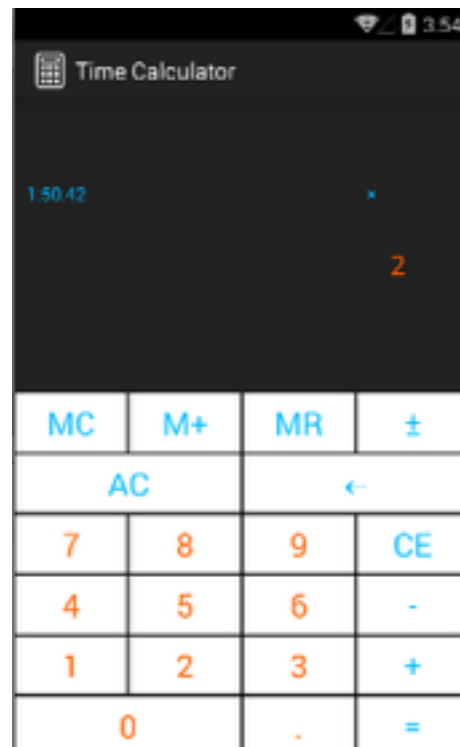 3:54
Time Calculator
1:50:42 ×
2
MC M+ MR ±
AC ←
7 8 9 CE
4 5 6 -
1 2 3 +
0 . =